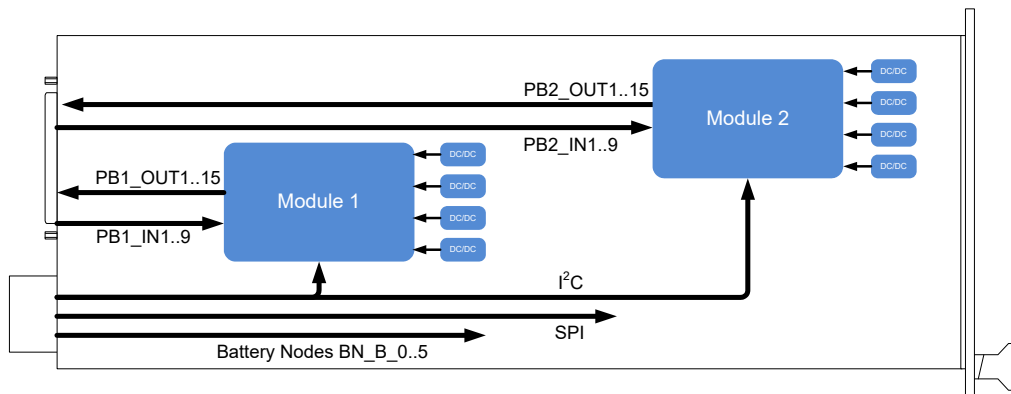 PB2_OUT1..15
PB2_IN1..9
Module 2
DC/DC
DC/DC
DC/DC
DC/DC
PB1_OUT1..15
PB1_IN1..9
Module 1
DC/DC
DC/DC
DC/DC
DC/DC
I²C
SPI
Battery Nodes BN_B_0..5